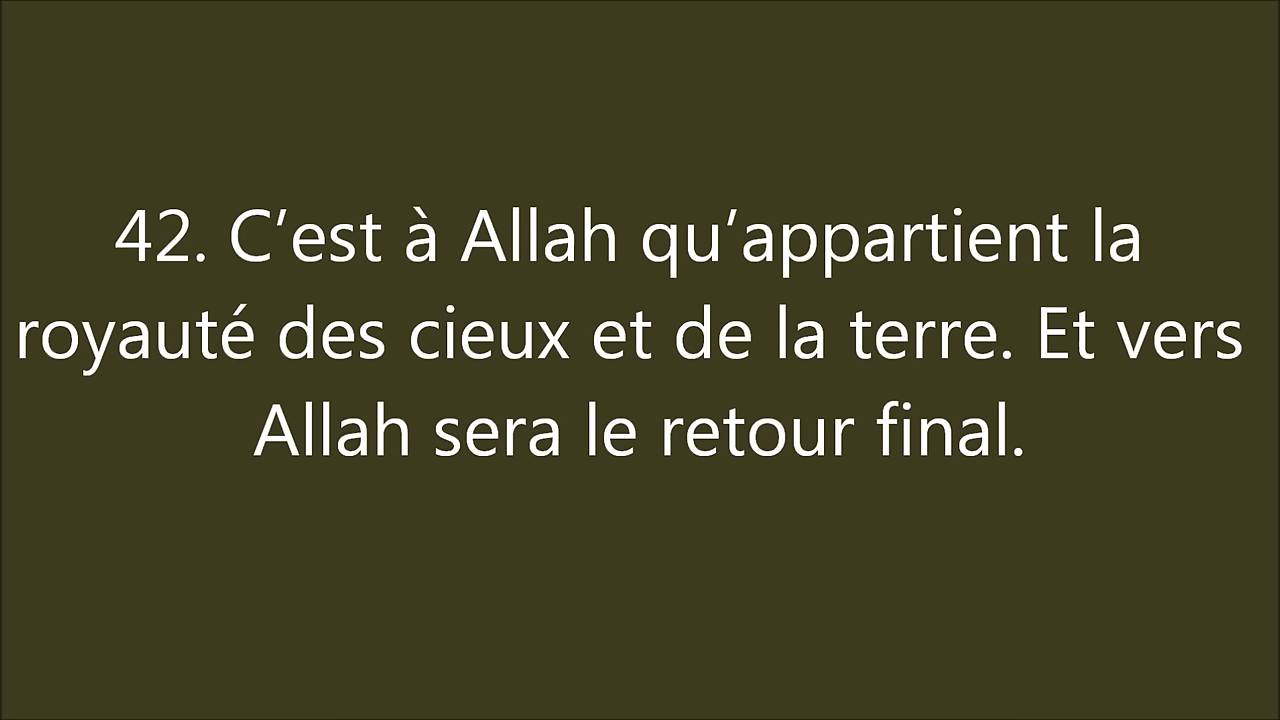 42. C’est à Allah qu’appartient la
royauté des cieux et de la terre. Et vers
Allah sera le retour final.